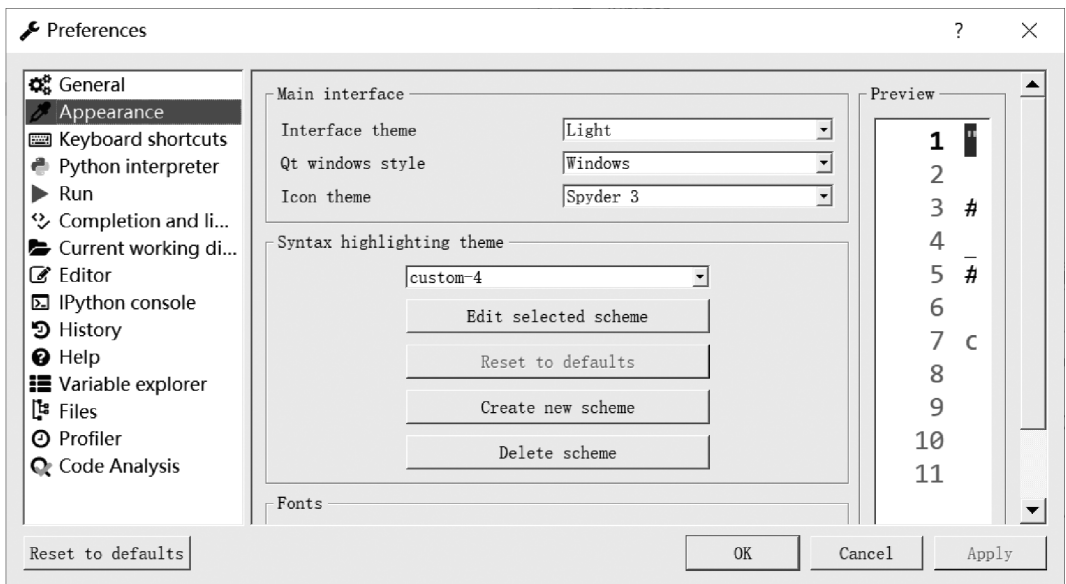 Preferences
?
General
Appearance
Keyboard shortcuts
Python interpreter
Run
Completion and li...
Current working di...
Editor
IPython console
History
Help
Variable explorer
Files
Profiler
Code Analysis
Main interface
Interface theme Light
Qt windows style Windows
Icon theme Spyder 3
Syntax highlighting theme
custom-4
Edit selected scheme
Reset to defaults
Create new scheme
Delete scheme
Fonts
Preview
1 "
2
3 #
4 _
5 #
6
7 c
8
9
10
11
Reset to defaults
OK Cancel Apply